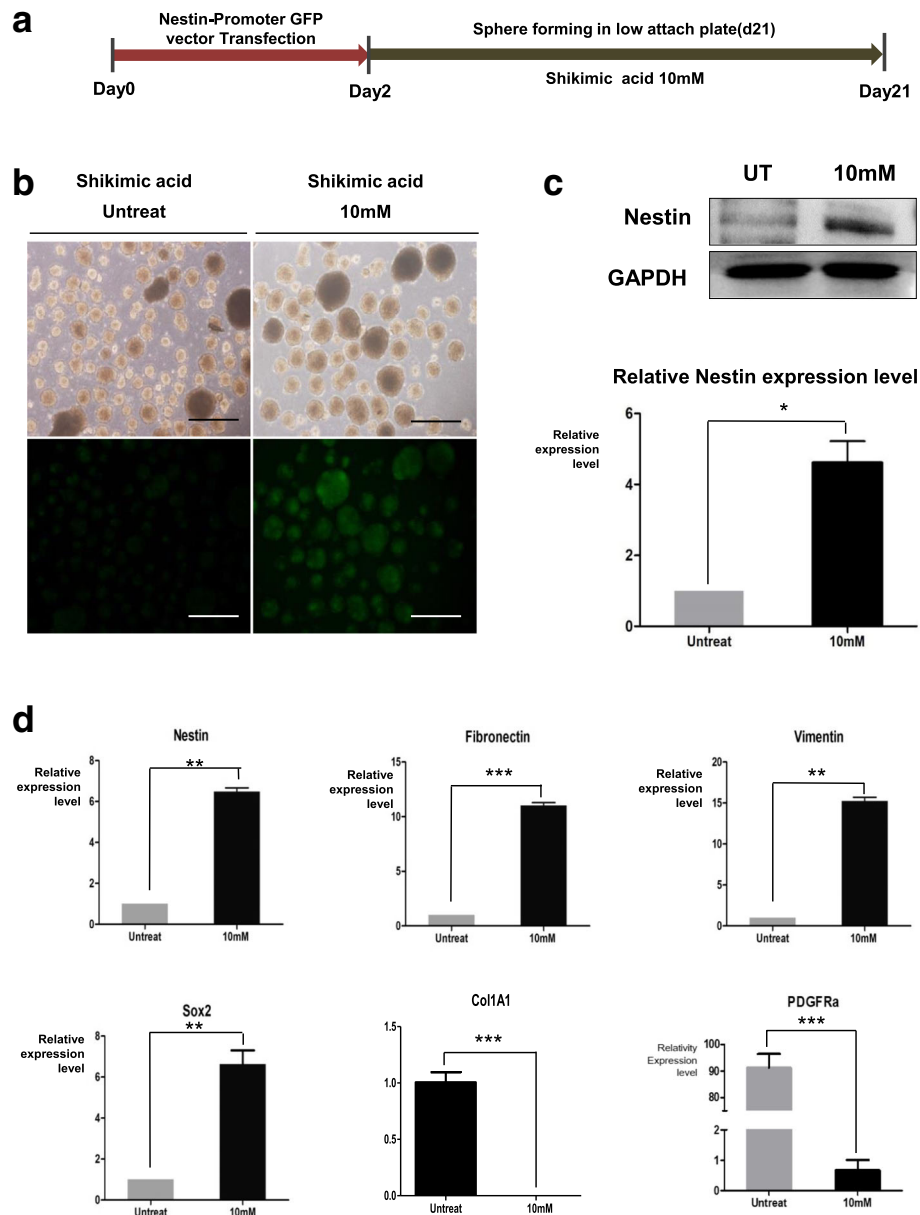 a
Nestin-Promoter GFP
vector Transfection
Sphere forming in low attach plate(d21)
Day0
Day2
Shikimic acid 10mM
Day21
b
Shikimic acid
Untreat
Shikimic acid
10mM
c
UT
10mM
Nestin
GAPDH
Relative Nestin expression level
Relative
expression
level
6
4
2
0
*
Untreat
10mM
d
Nestin
Relative
expression
level
8
6
4
2
0
**
Untreat
10mM
Fibronectin
Relative
expression
level
15
10
5
0
***
Untreat
10mM
Vimentin
Relative
expression
level
20
15
10
5
0
**
Untreat
10mM
Sox2
Relative
expression
level
8
6
4
2
0
**
Untreat
10mM
Col1A1
1.5
1.0
0.5
0.0
***
Untreat
10mM
PDGFRa
Relativity
Expression
level
100
90
80
2
1
0
***
Untreat
10mM